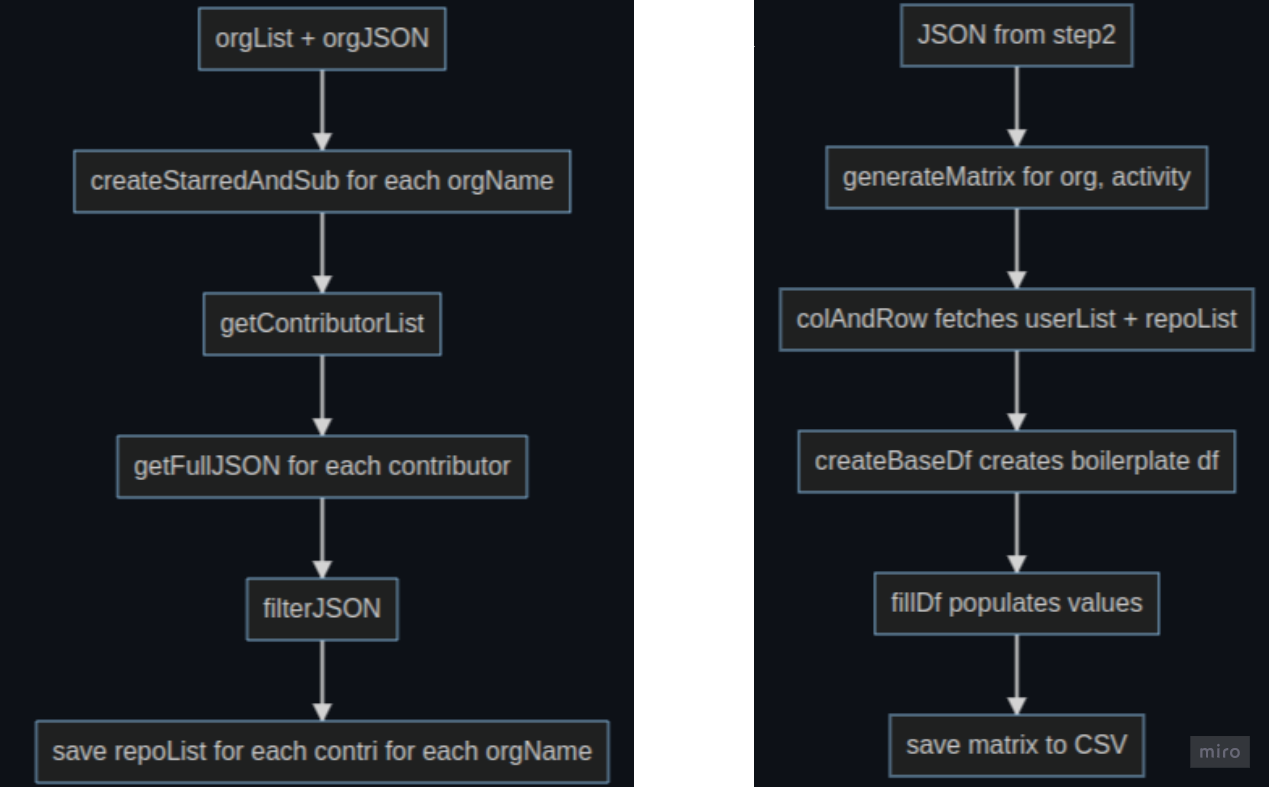 orgList + orgJSON
createStarredAndSub for each orgName
getContributorList
getFullJSON for each contributor
filterJSON
save repoList for each contri for each orgName
JSON from step2
generateMatrix for org, activity
colAndRow fetches userList + repoList
createBaseDf creates boilerplate df
fillDf populates values
save matrix to CSV
miro